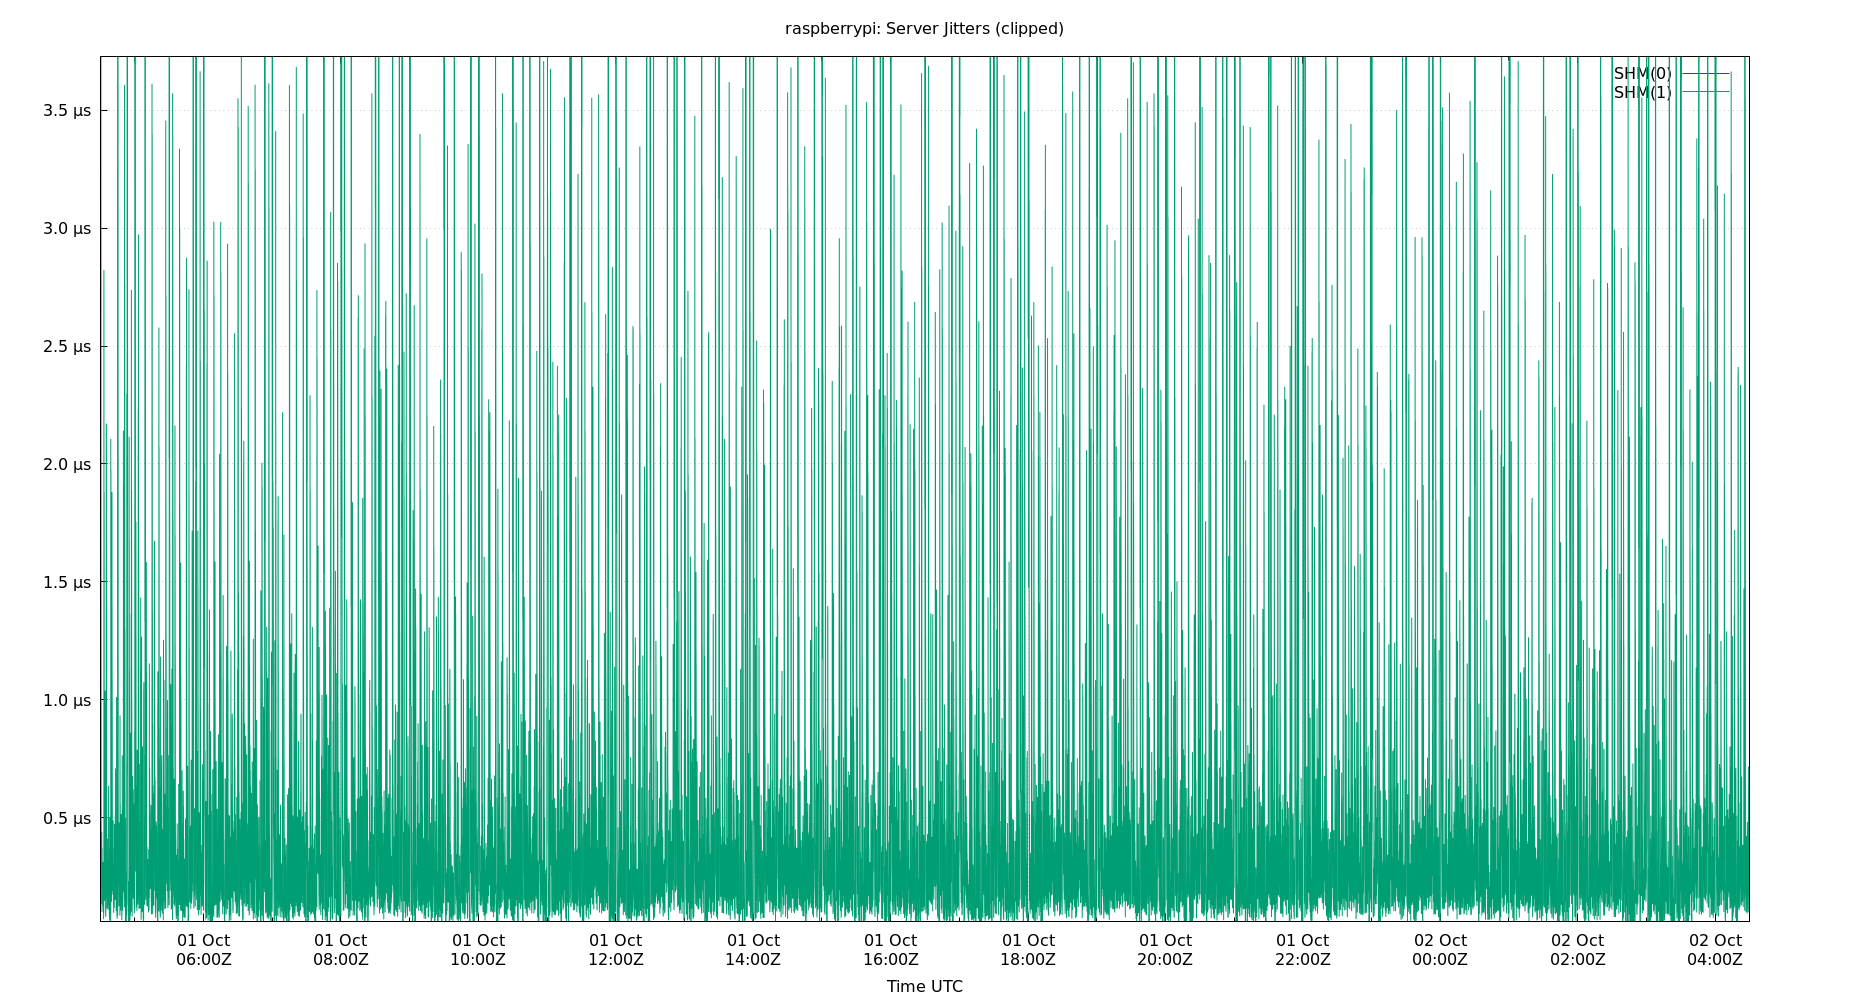 raspberrypi: Server Jitters (clipped)
SHM(0)
SHM(1)
3.5 µs
3.0 µs
2.5 µs
2.0 µs
1.5 µs
1.0 µs
0.5 µs
01 Oct 01 Oct 01 Oct 01 Oct 01 Oct 01 Oct 01 Oct 01 Oct 01 Oct 02 Oct 02 Oct 02 Oct
06:00Z 08:00Z 10:00Z 12:00Z 14:00Z 16:00Z 18:00Z 20:00Z 22:00Z 00:00Z 02:00Z 04:00Z
Time UTC